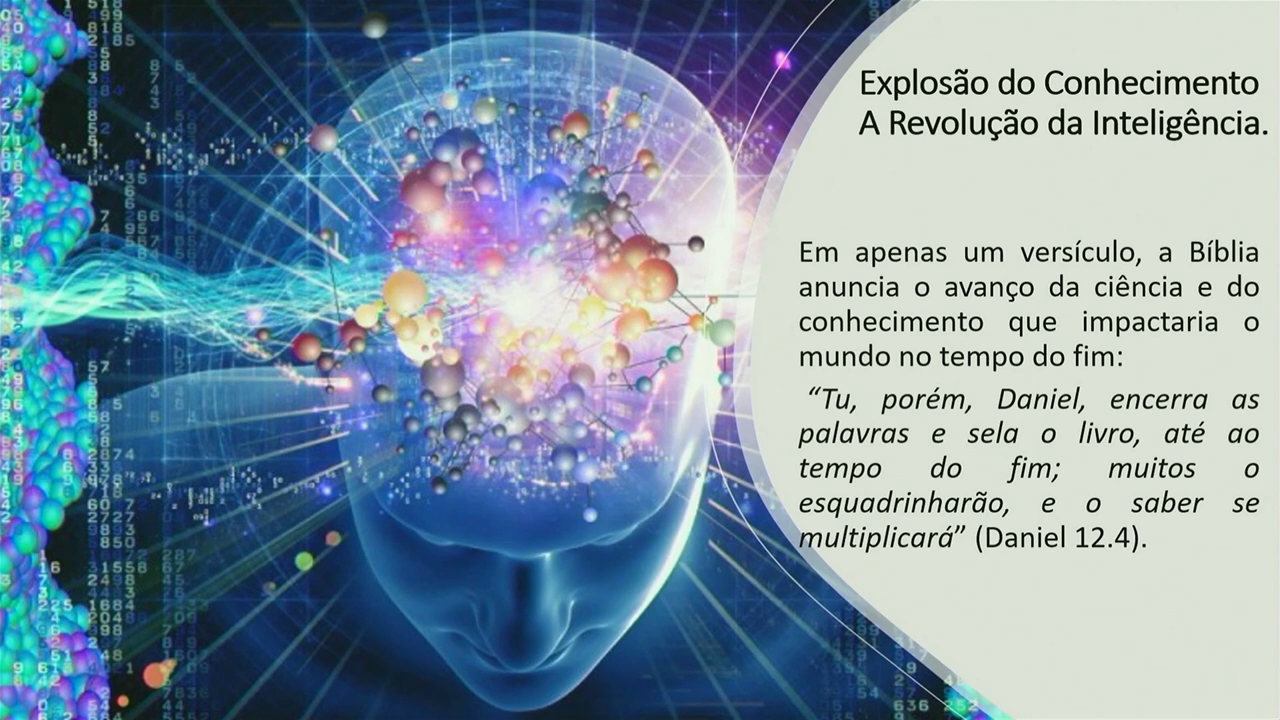 Explosão do Conhecimento
A Revolução da Inteligência.
Em apenas um versículo, a Bíblia
anuncia o avanço da ciência e do
conhecimento que impactaria o
mundo no tempo do fim:
“Tu, porém, Daniel, encerra as
palavras e sela o livro, até ao
tempo do fim; muitos o
esquadrinharão, e o saber se
multiplicará” (Daniel 12.4).